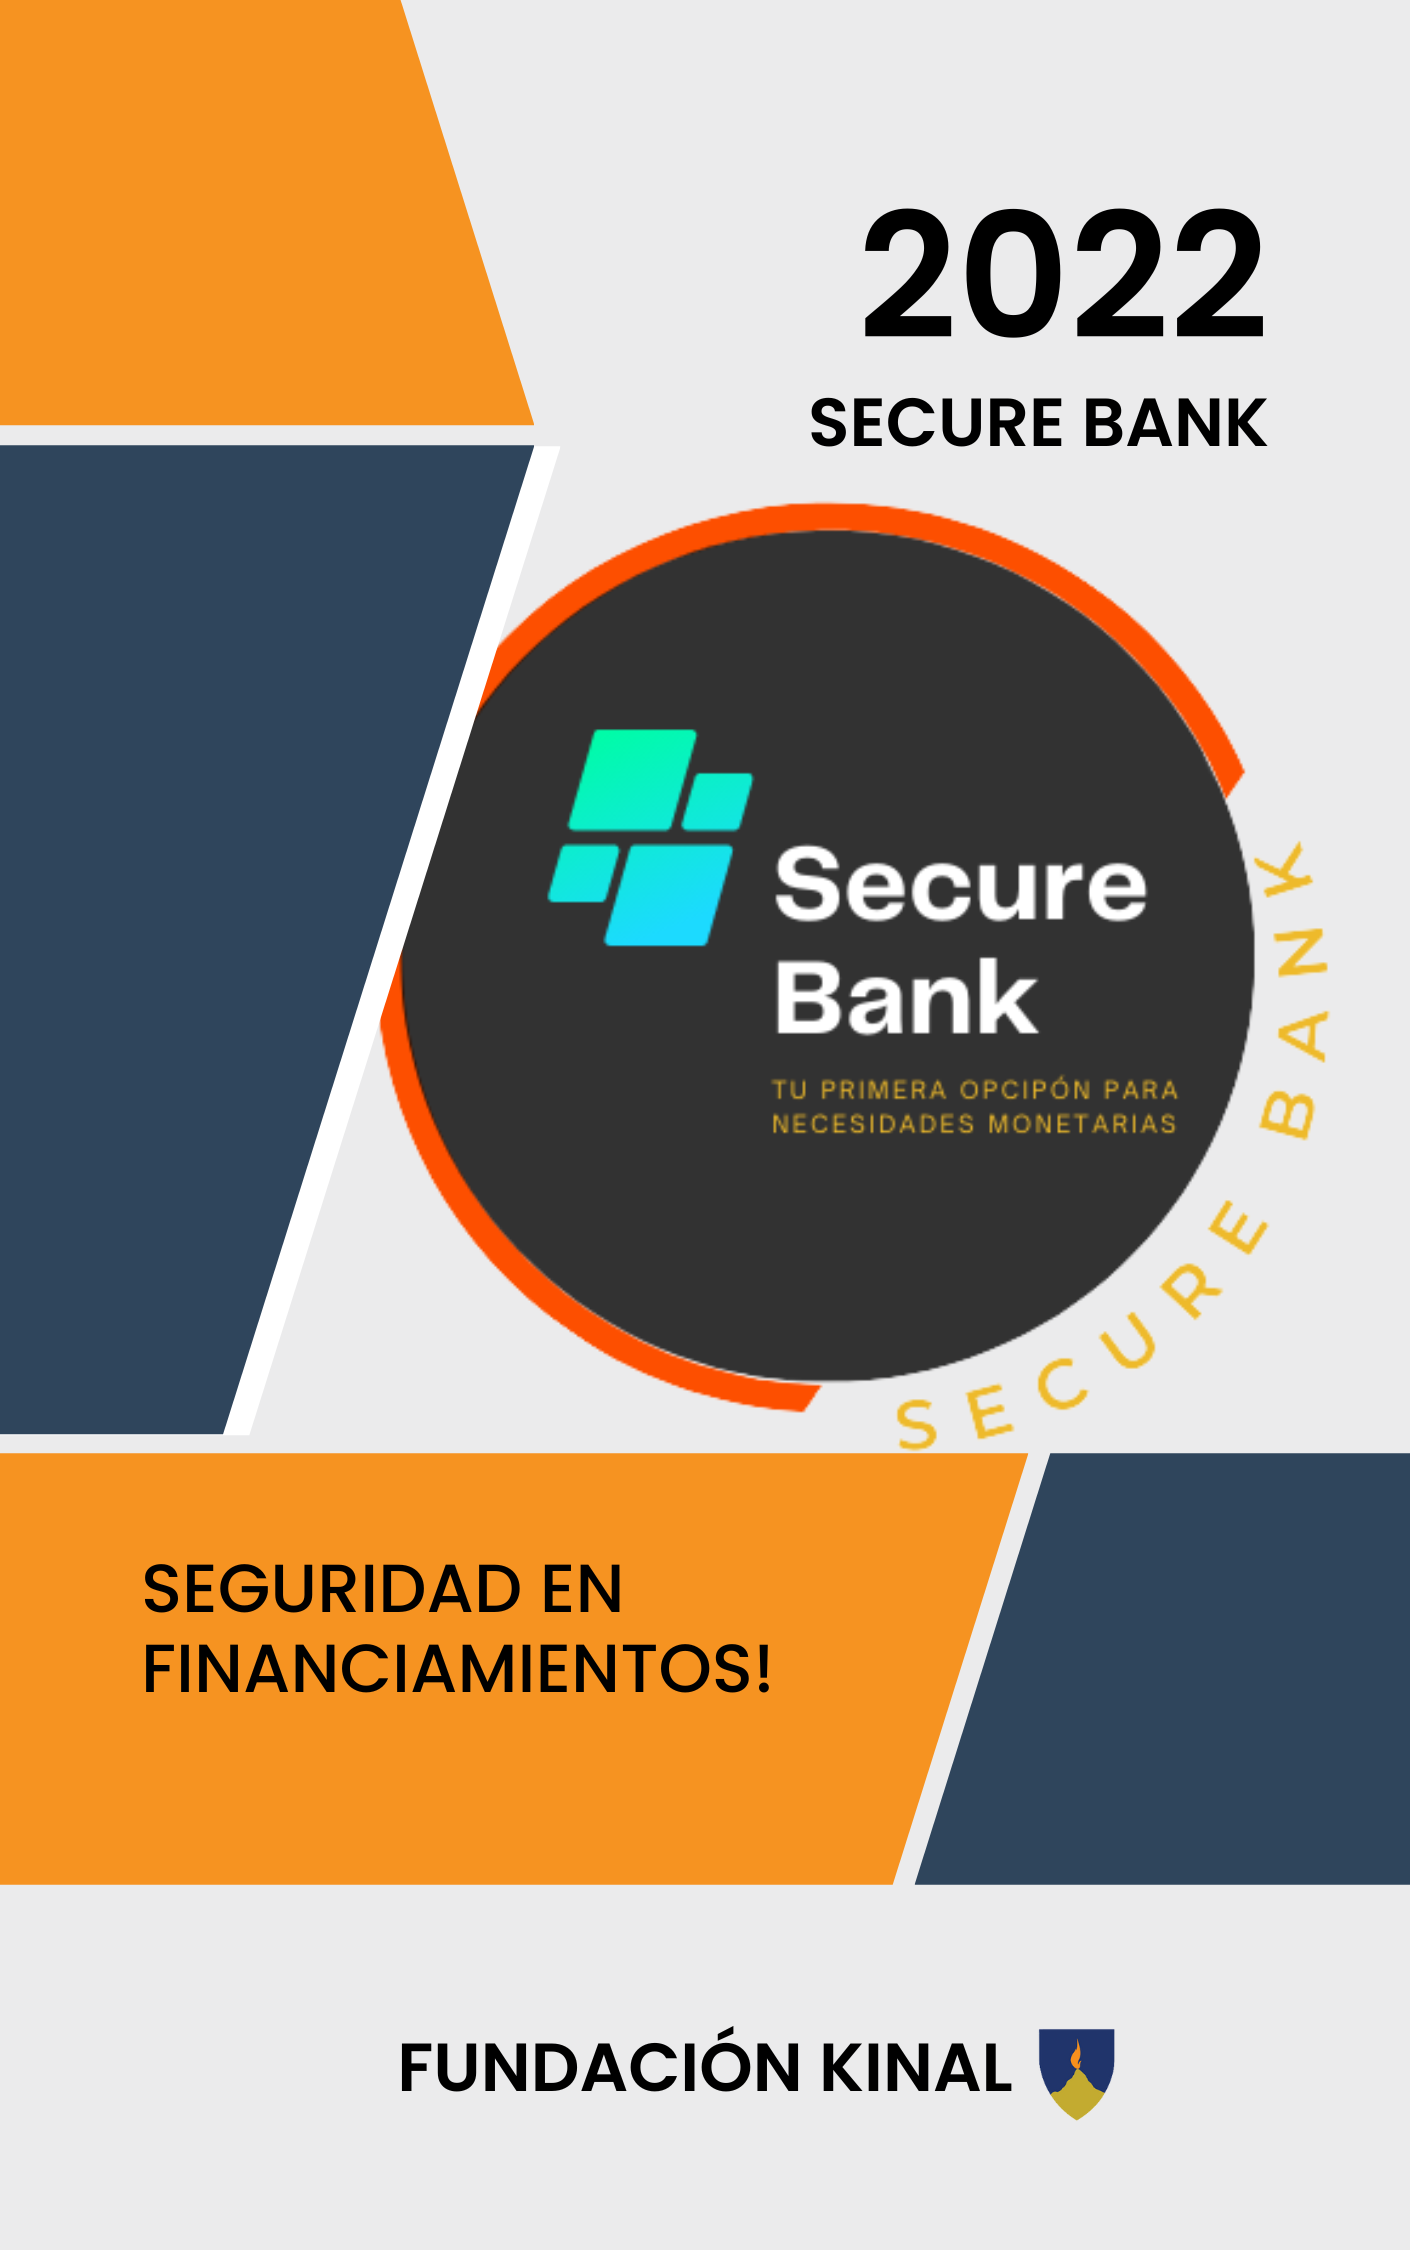 2022
SECURE BANK
Secure
Bank
TU PRIMERA OPCIPÓN PARA
NECESIDADES MONETARIAS
SECURE BANK
SEGURIDAD EN
FINANCIAMIENTOS!
FUNDACIÓN KINAL